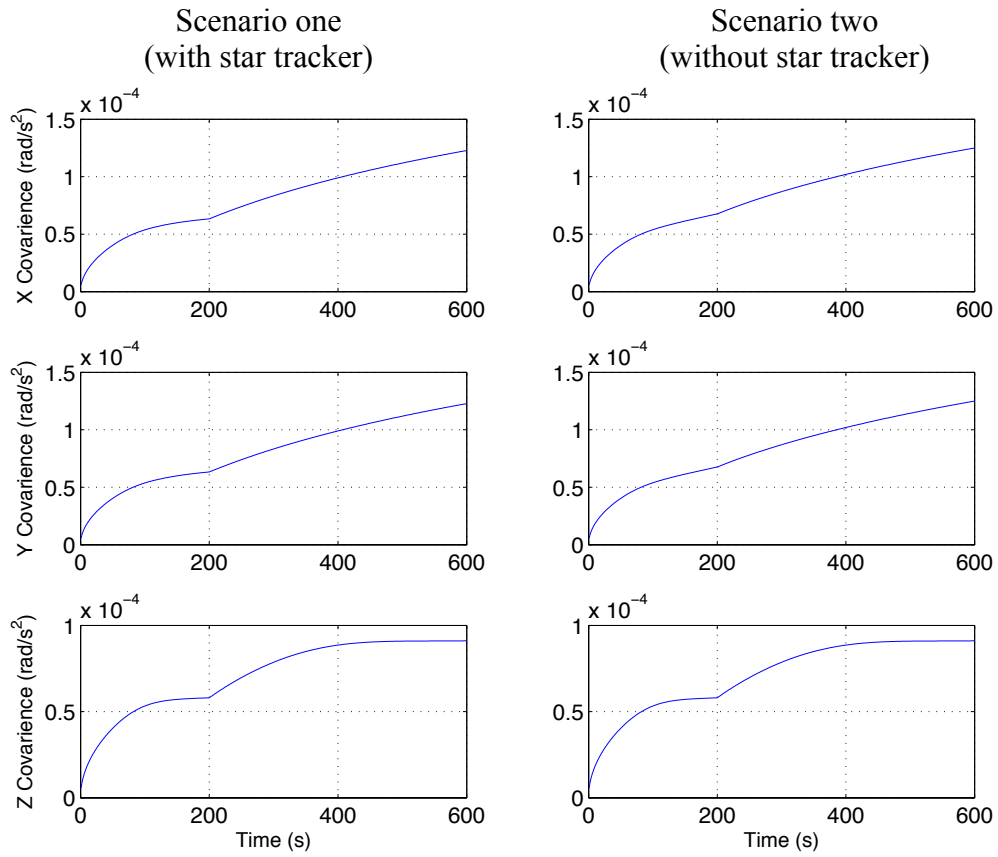 Scenario one
(with star tracker)
Scenario two
(without star tracker)
x 10⁻⁴
1.5
1
0.5
0
0 200 400 600
X Covarience (rad/s²)
x 10⁻⁴
1.5
1
0.5
0
0 200 400 600
x 10⁻⁴
1.5
1
0.5
0
0 200 400 600
Y Covarience (rad/s²)
x 10⁻⁴
1.5
1
0.5
0
0 200 400 600
x 10⁻⁴
1
0.5
0
0 200 400 600
Z Covarience (rad/s²)
Time (s)
x 10⁻⁴
1
0.5
0
0 200 400 600
Time (s)